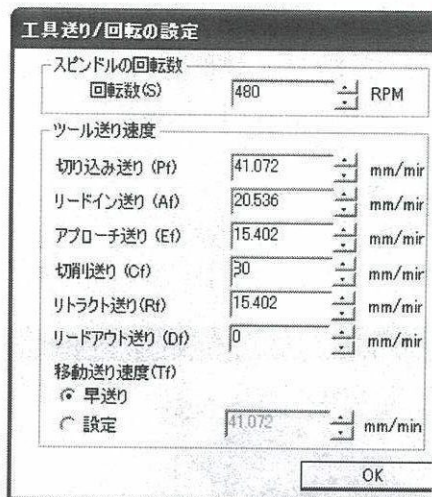 工具送り/回転の設定
スピンドルの回転数
回転数(S) 480 RPM
ツール送り速度
切り込み送り (Pf) 41.072 mm/mir
リードイン送り (Af) 20.536 mm/mir
アプローチ送り (Ef) 15.402 mm/mir
切削送り (Cf) 30 mm/mir
リトラクト送り(Rf) 15.402 mm/mir
リードアウト送り (Df) 0 mm/mir
移動送り速度(Tf)
早送り
設定 41.072 mm/min
OK